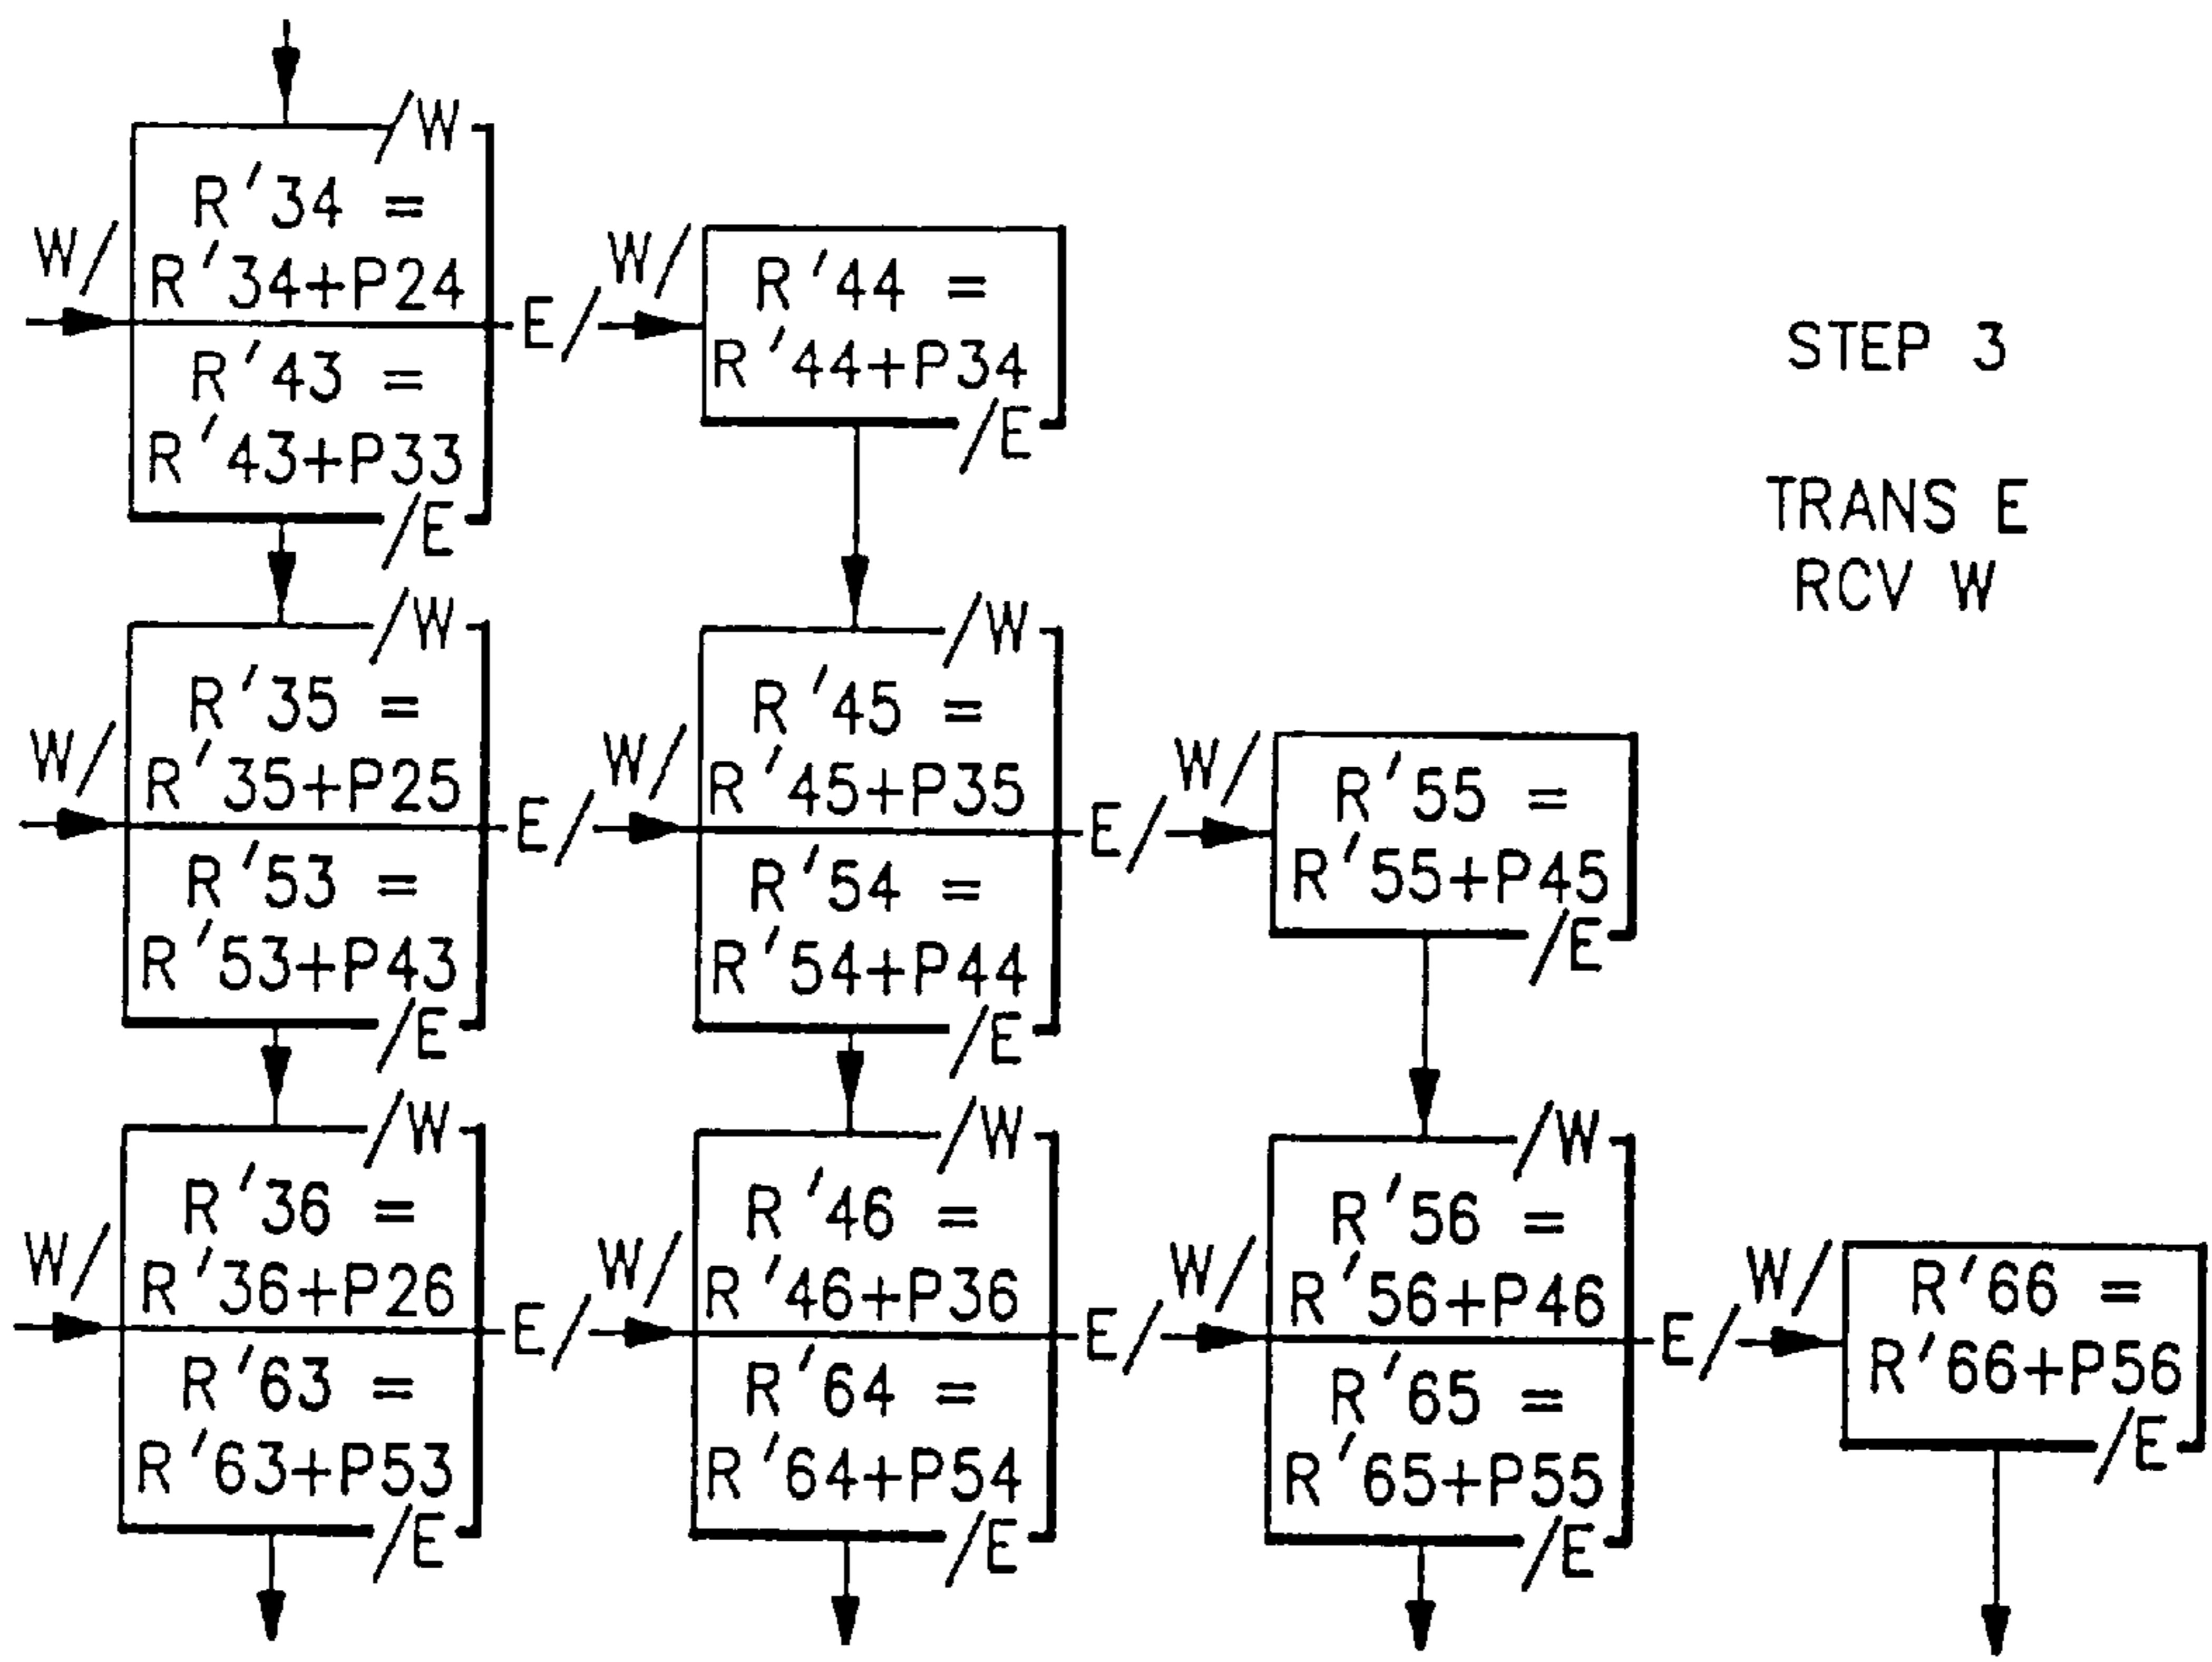 /W
R'34 =
R'34+P24
W/
E/
R'43 =
R'43+P33
/E
W/
R'44 =
R'44+P34
/E
STEP 3
TRANS E
RCV W
/W
R'35 =
R'35+P25
W/
E/
R'53 =
R'53+P43
/E
/W
R'45 =
R'45+P35
W/
E/
R'54 =
R'54+P44
/E
W/
R'55 =
R'55+P45
/E
/W
R'36 =
R'36+P26
W/
E/
R'63 =
R'63+P53
/E
/W
R'46 =
R'46+P36
W/
E/
R'64 =
R'64+P54
/E
/W
R'56 =
R'56+P46
W/
E/
R'65 =
R'65+P55
/E
W/
R'66 =
R'66+P56
/E